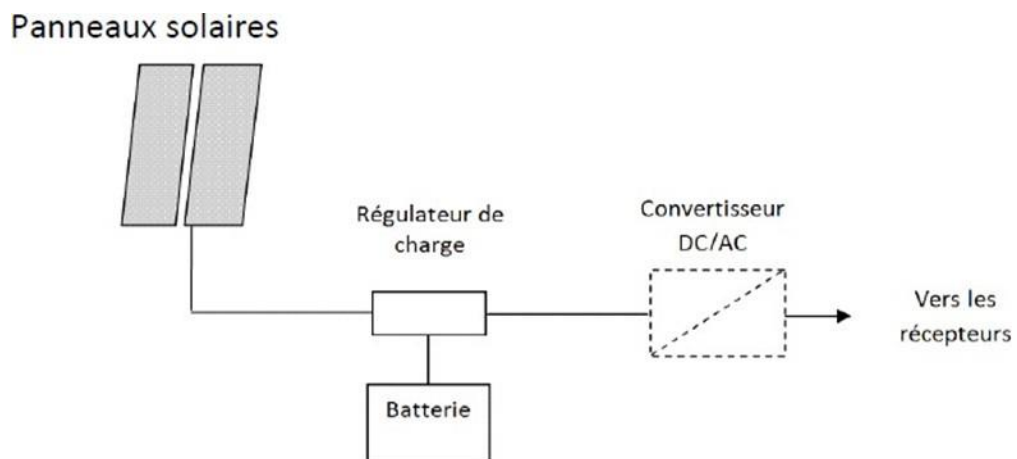 Panneaux solaires
Régulateur de
charge
Convertisseur
DC/AC
Vers les
récepteurs
Batterie